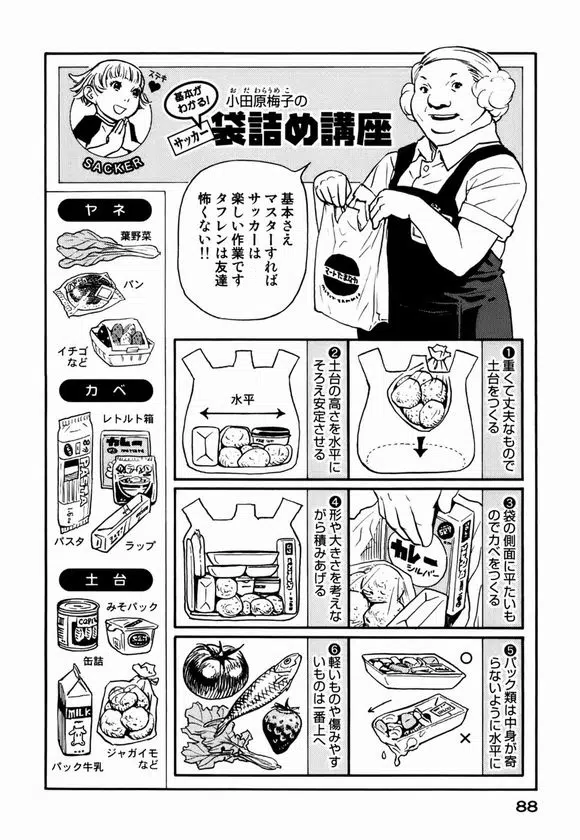 ステキ
SACKER
基本が
わかる!
サッカー
おだわらうめこ
小田原梅子の
袋詰め講座
基本さえ
マスターすれば
サッカーは
楽しい作業です
タフレンは友達
怖くない!!
ヤネ
葉野菜
パン
イチゴ
など
カベ
レトルト箱
カレー
PASTA
パスタ
ラップ
土台
みそパック
缶詰
MILK
パック牛乳
ジャガイモ
など
❶重くて丈夫なもので
土台をつくる
❷土台の高さを水平に
そろえ安定させる
水平
❸袋の側面に平たいも
のでカベをつくる
カレー
シルバー
❹形や大きさを考えな
がら積みあげる
❺パック類は中身が寄
らないように水平に
○
×
❻軽いものや傷みやす
いものは一番上へ
88